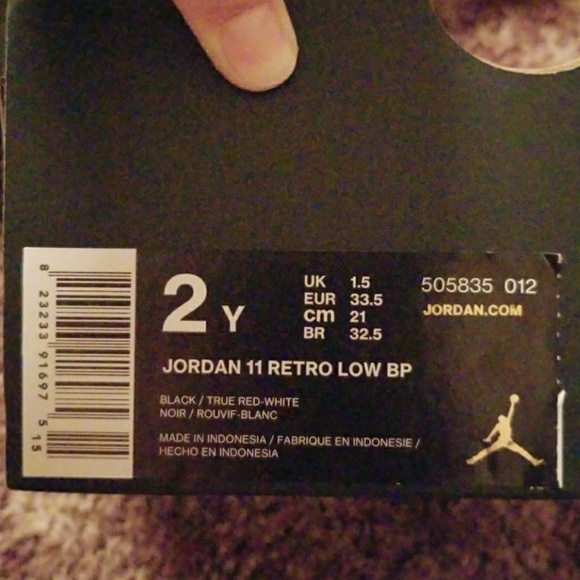 8 23233 91697 5 15
2 Y
UK 1.5
EUR 33.5
cm 21
BR 32.5
505835 012
JORDAN.COM
JORDAN 11 RETRO LOW BP
BLACK / TRUE RED-WHITE
NOIR / ROUVIF-BLANC
MADE IN INDONESIA / FABRIQUE EN INDONESIE /
HECHO EN INDONESIA